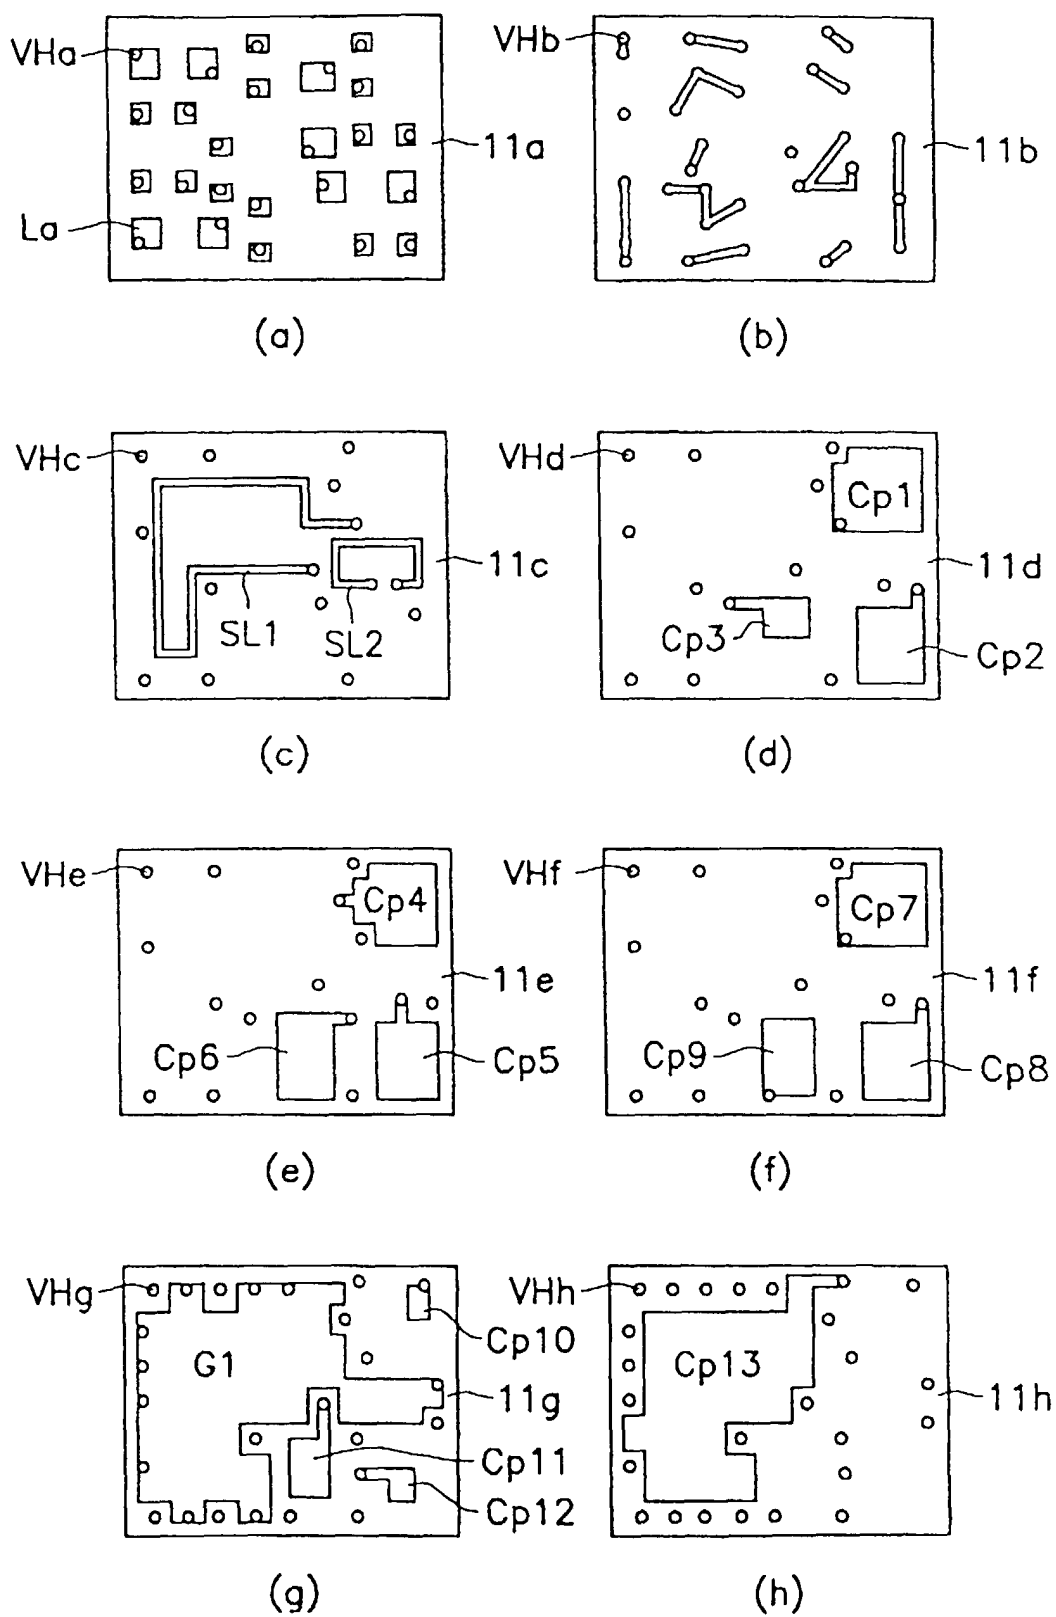 VHa
11a
La
(a)
VHb
11b
(b)
VHc
11c
SL1
SL2
(c)
VHd
Cp1
11d
Cp3
Cp2
(d)
VHe
Cp4
11e
Cp6
Cp5
(e)
VHf
Cp7
11f
Cp9
Cp8
(f)
VHg
Cp10
G1
11g
Cp11
Cp12
(g)
VHh
Cp13
11h
(h)